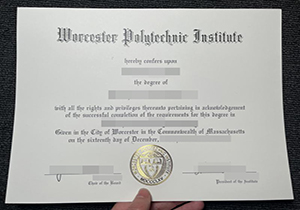 Worcester Polytechnic Institute
hereby confers upon
the degree of
with all the rights and privileges thereunto pertaining in acknowledgement
of the successful completion of the requirements for this degree in
Given in the City of Worcester in the Commonwealth of Massachusetts
on the sixteenth day of December,
Chair of the Board
President of the Institute